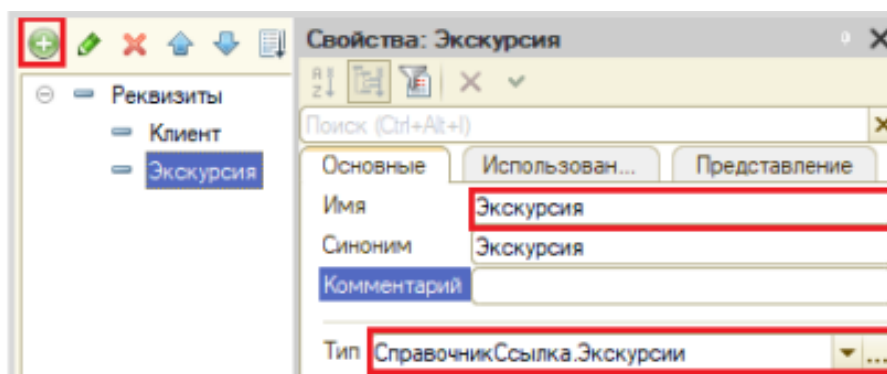 Свойства: Экскурсия
Реквизиты
Клиент
Экскурсия
Поиск (Ctrl+Alt+I)
Основные Использован... Представление
Имя Экскурсия
Синоним Экскурсия
Комментарий
Тип СправочникСсылка.Экскурсии